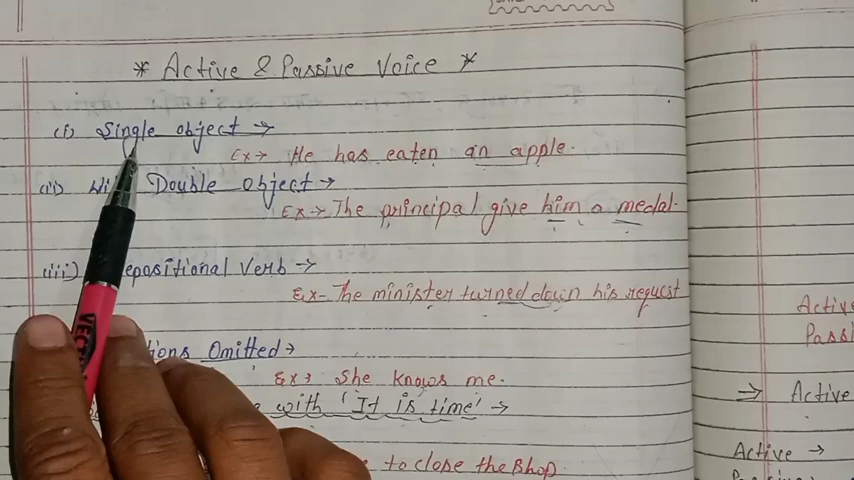 * Active & Passive Voice *
(i) Single object →
Ex → He has eaten an apple.
(ii) Double object →
Ex → The principal give him a medal.
(iii) epositional Verb →
Ex - The minister turned down his request
tions Omitted →
Ex → She knows me.
with 'It is time' →
to close the shop.
Active
Passi
⇒ Active
Active →